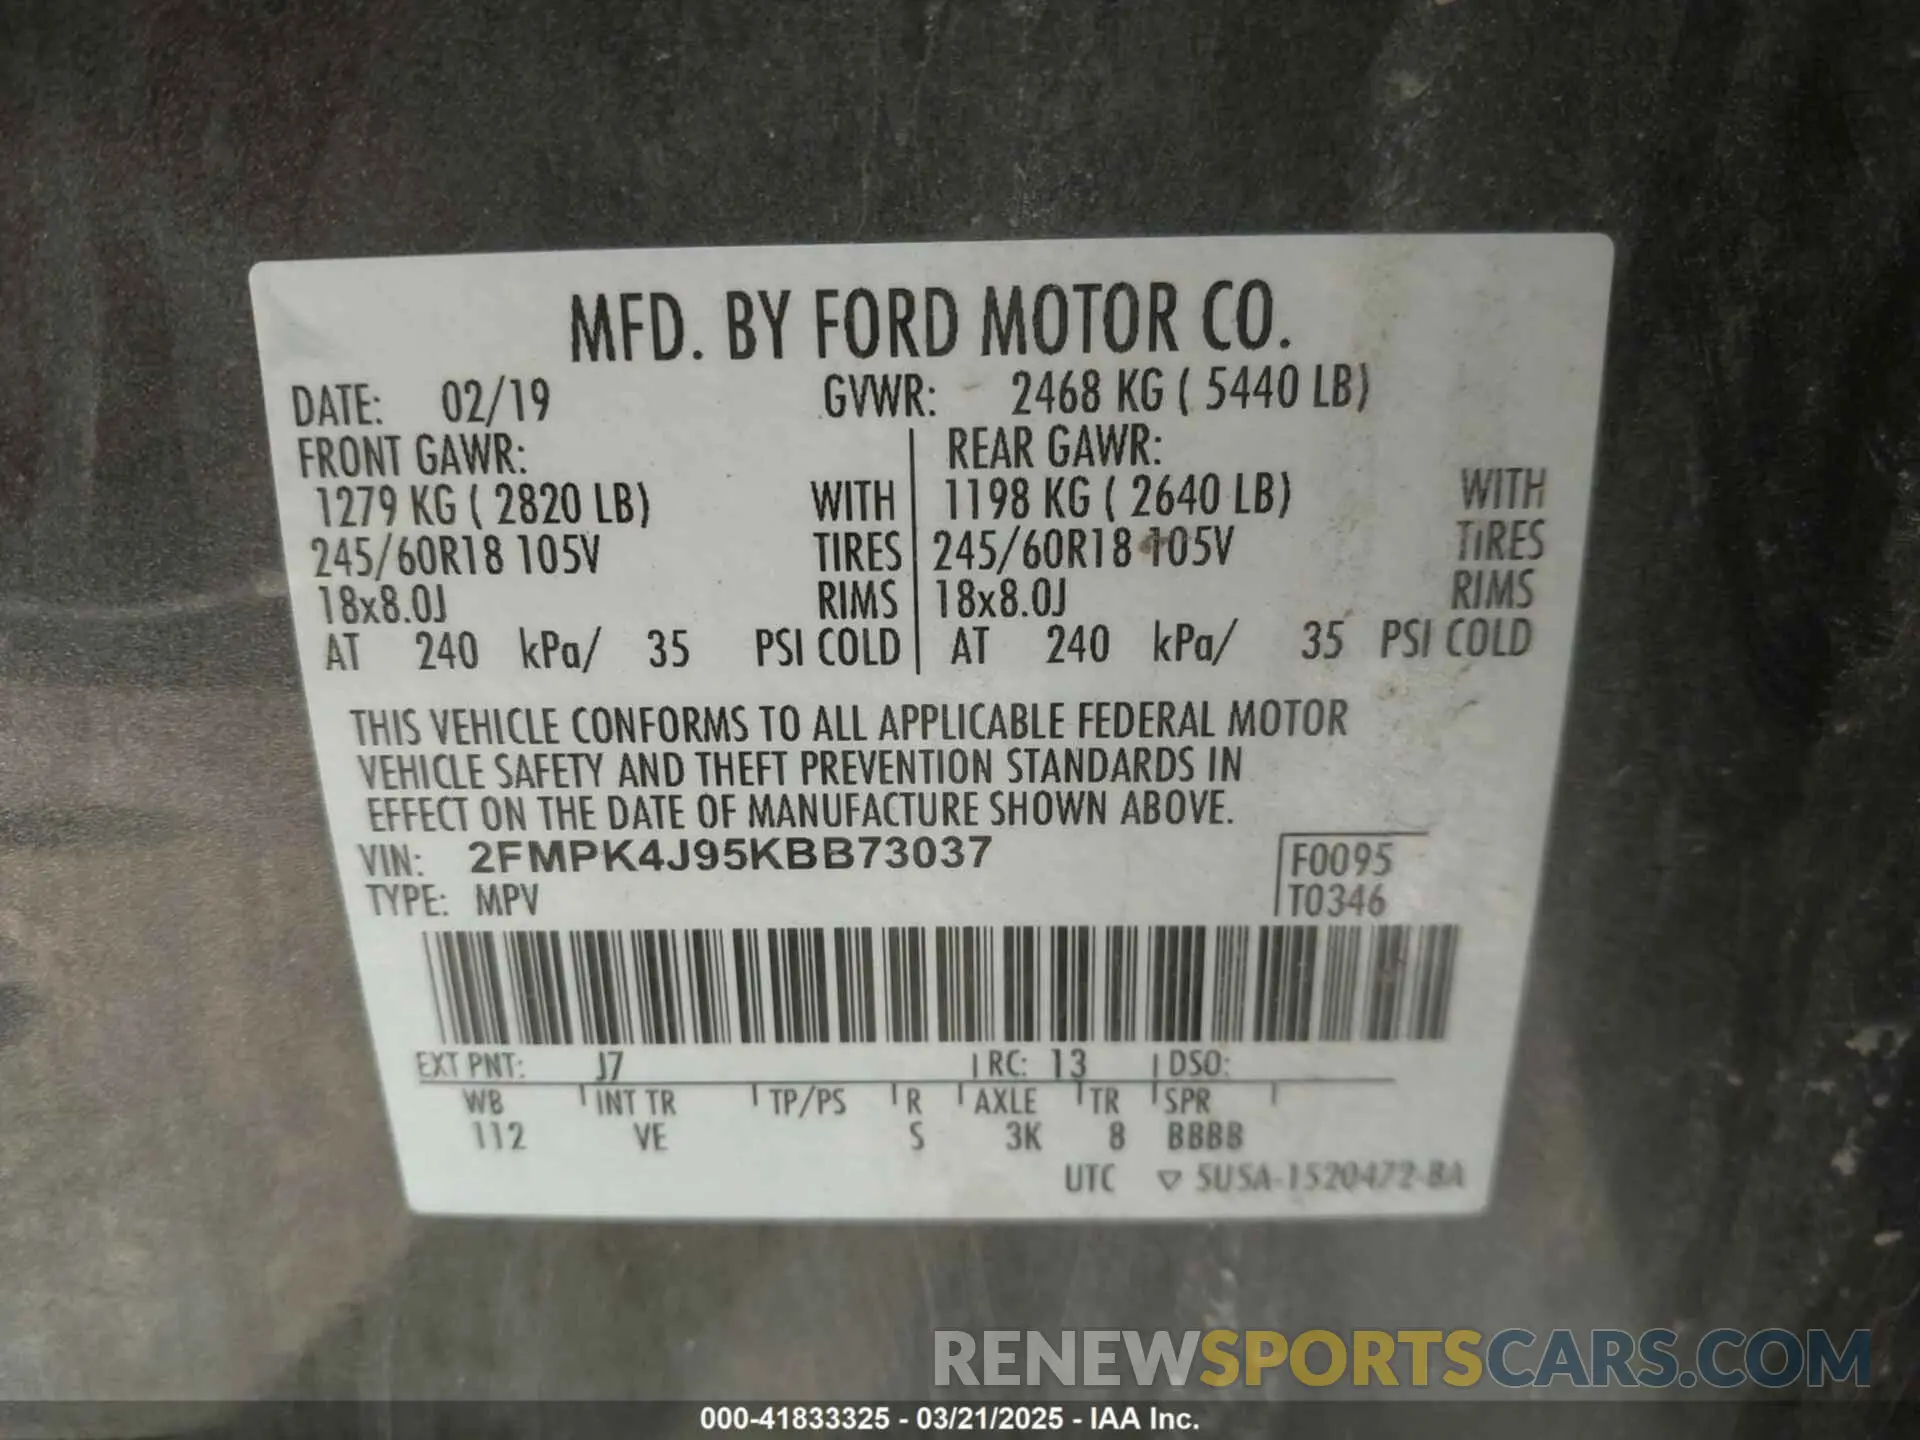 MFD. BY FORD MOTOR CO.
DATE: 02/19 GVWR: 2468 KG ( 5440 LB)
FRONT GAWR: REAR GAWR:
1279 KG ( 2820 LB) WITH 1198 KG ( 2640 LB) WITH
245/60R18 105V TIRES 245/60R18 105V TIRES
18x8.0J RIMS 18x8.0J RIMS
AT 240 kPa/ 35 PSI COLD AT 240 kPa/ 35 PSI COLD
THIS VEHICLE CONFORMS TO ALL APPLICABLE FEDERAL MOTOR
VEHICLE SAFETY AND THEFT PREVENTION STANDARDS IN
EFFECT ON THE DATE OF MANUFACTURE SHOWN ABOVE.
VIN: 2FMPK4J95KBB73037 F0095
TYPE: MPV T0346
EXT PNT: J7 RC: 13 DSO:
WB INT TR TP/PS R AXLE TR SPR
112 VE S 3K 8 BBBB
UTC ▽ 5U5A-1520472-BA
RENEWSPORTSCARS.COM
000-41833325 - 03/21/2025 - IAA Inc.